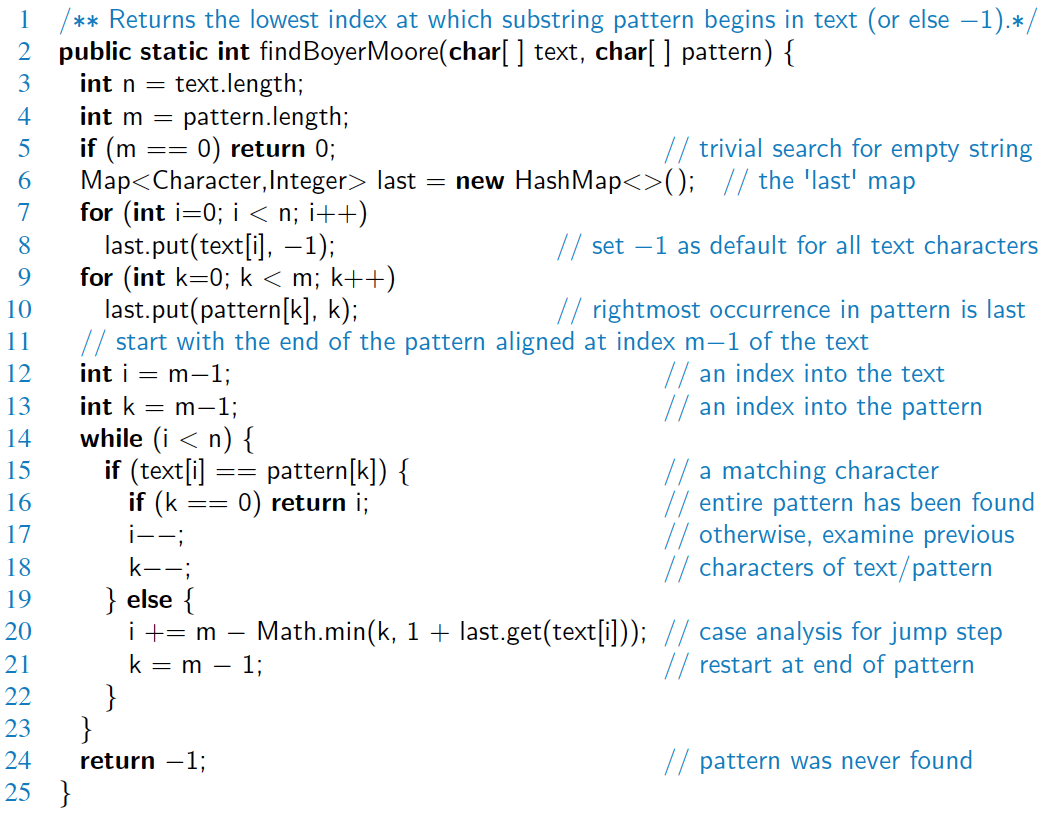 1 /** Returns the lowest index at which substring pattern begins in text (or else −1).*/
2 public static int findBoyerMoore(char[ ] text, char[ ] pattern) {
3 int n = text.length;
4 int m = pattern.length;
5 if (m == 0) return 0; // trivial search for empty string
6 Map<Character,Integer> last = new HashMap<>(); // the 'last' map
7 for (int i=0; i < n; i++)
8 last.put(text[i], −1); // set −1 as default for all text characters
9 for (int k=0; k < m; k++)
10 last.put(pattern[k], k); // rightmost occurrence in pattern is last
11 // start with the end of the pattern aligned at index m−1 of the text
12 int i = m−1; // an index into the text
13 int k = m−1; // an index into the pattern
14 while (i < n) {
15 if (text[i] == pattern[k]) { // a matching character
16 if (k == 0) return i; // entire pattern has been found
17 i−−; // otherwise, examine previous
18 k−−; // characters of text/pattern
19 } else {
20 i += m − Math.min(k, 1 + last.get(text[i])); // case analysis for jump step
21 k = m − 1; // restart at end of pattern
22 }
23 }
24 return −1; // pattern was never found
25 }